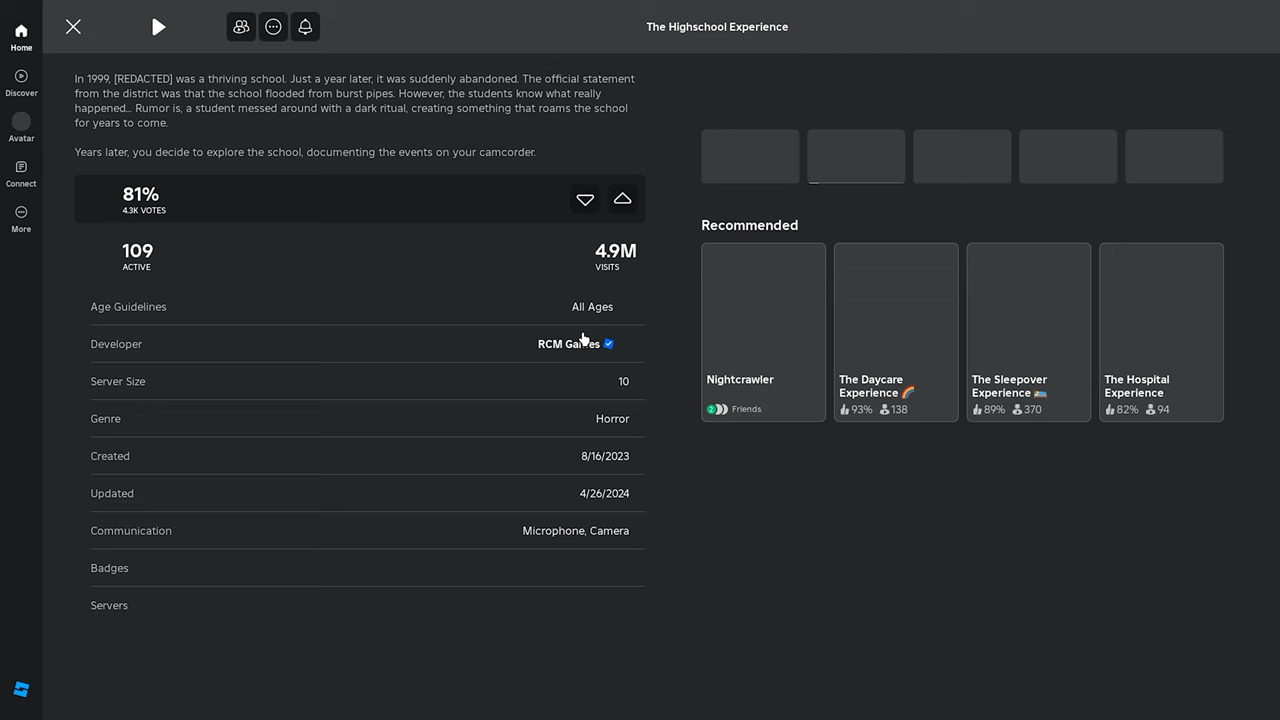 The Highschool Experience
Home
Discover
Avatar
Connect
More
In 1999, [REDACTED] was a thriving school. Just a year later, it was suddenly abandoned. The official statement
from the district was that the school flooded from burst pipes. However, the students know what really
happened... Rumor is, a student messed around with a dark ritual, creating something that roams the school
for years to come.
Years later, you decide to explore the school, documenting the events on your camcorder.
81%
4.3K VOTES
109
ACTIVE
4.9M
VISITS
Age Guidelines All Ages
Developer RCM Games
Server Size 10
Genre Horror
Created 8/16/2023
Updated 4/26/2024
Communication Microphone, Camera
Badges
Servers
Recommended
Nightcrawler
2 Friends
The Daycare
Experience 🌈
93% 138
The Sleepover
Experience 🛌
89% 370
The Hospital
Experience
82% 94